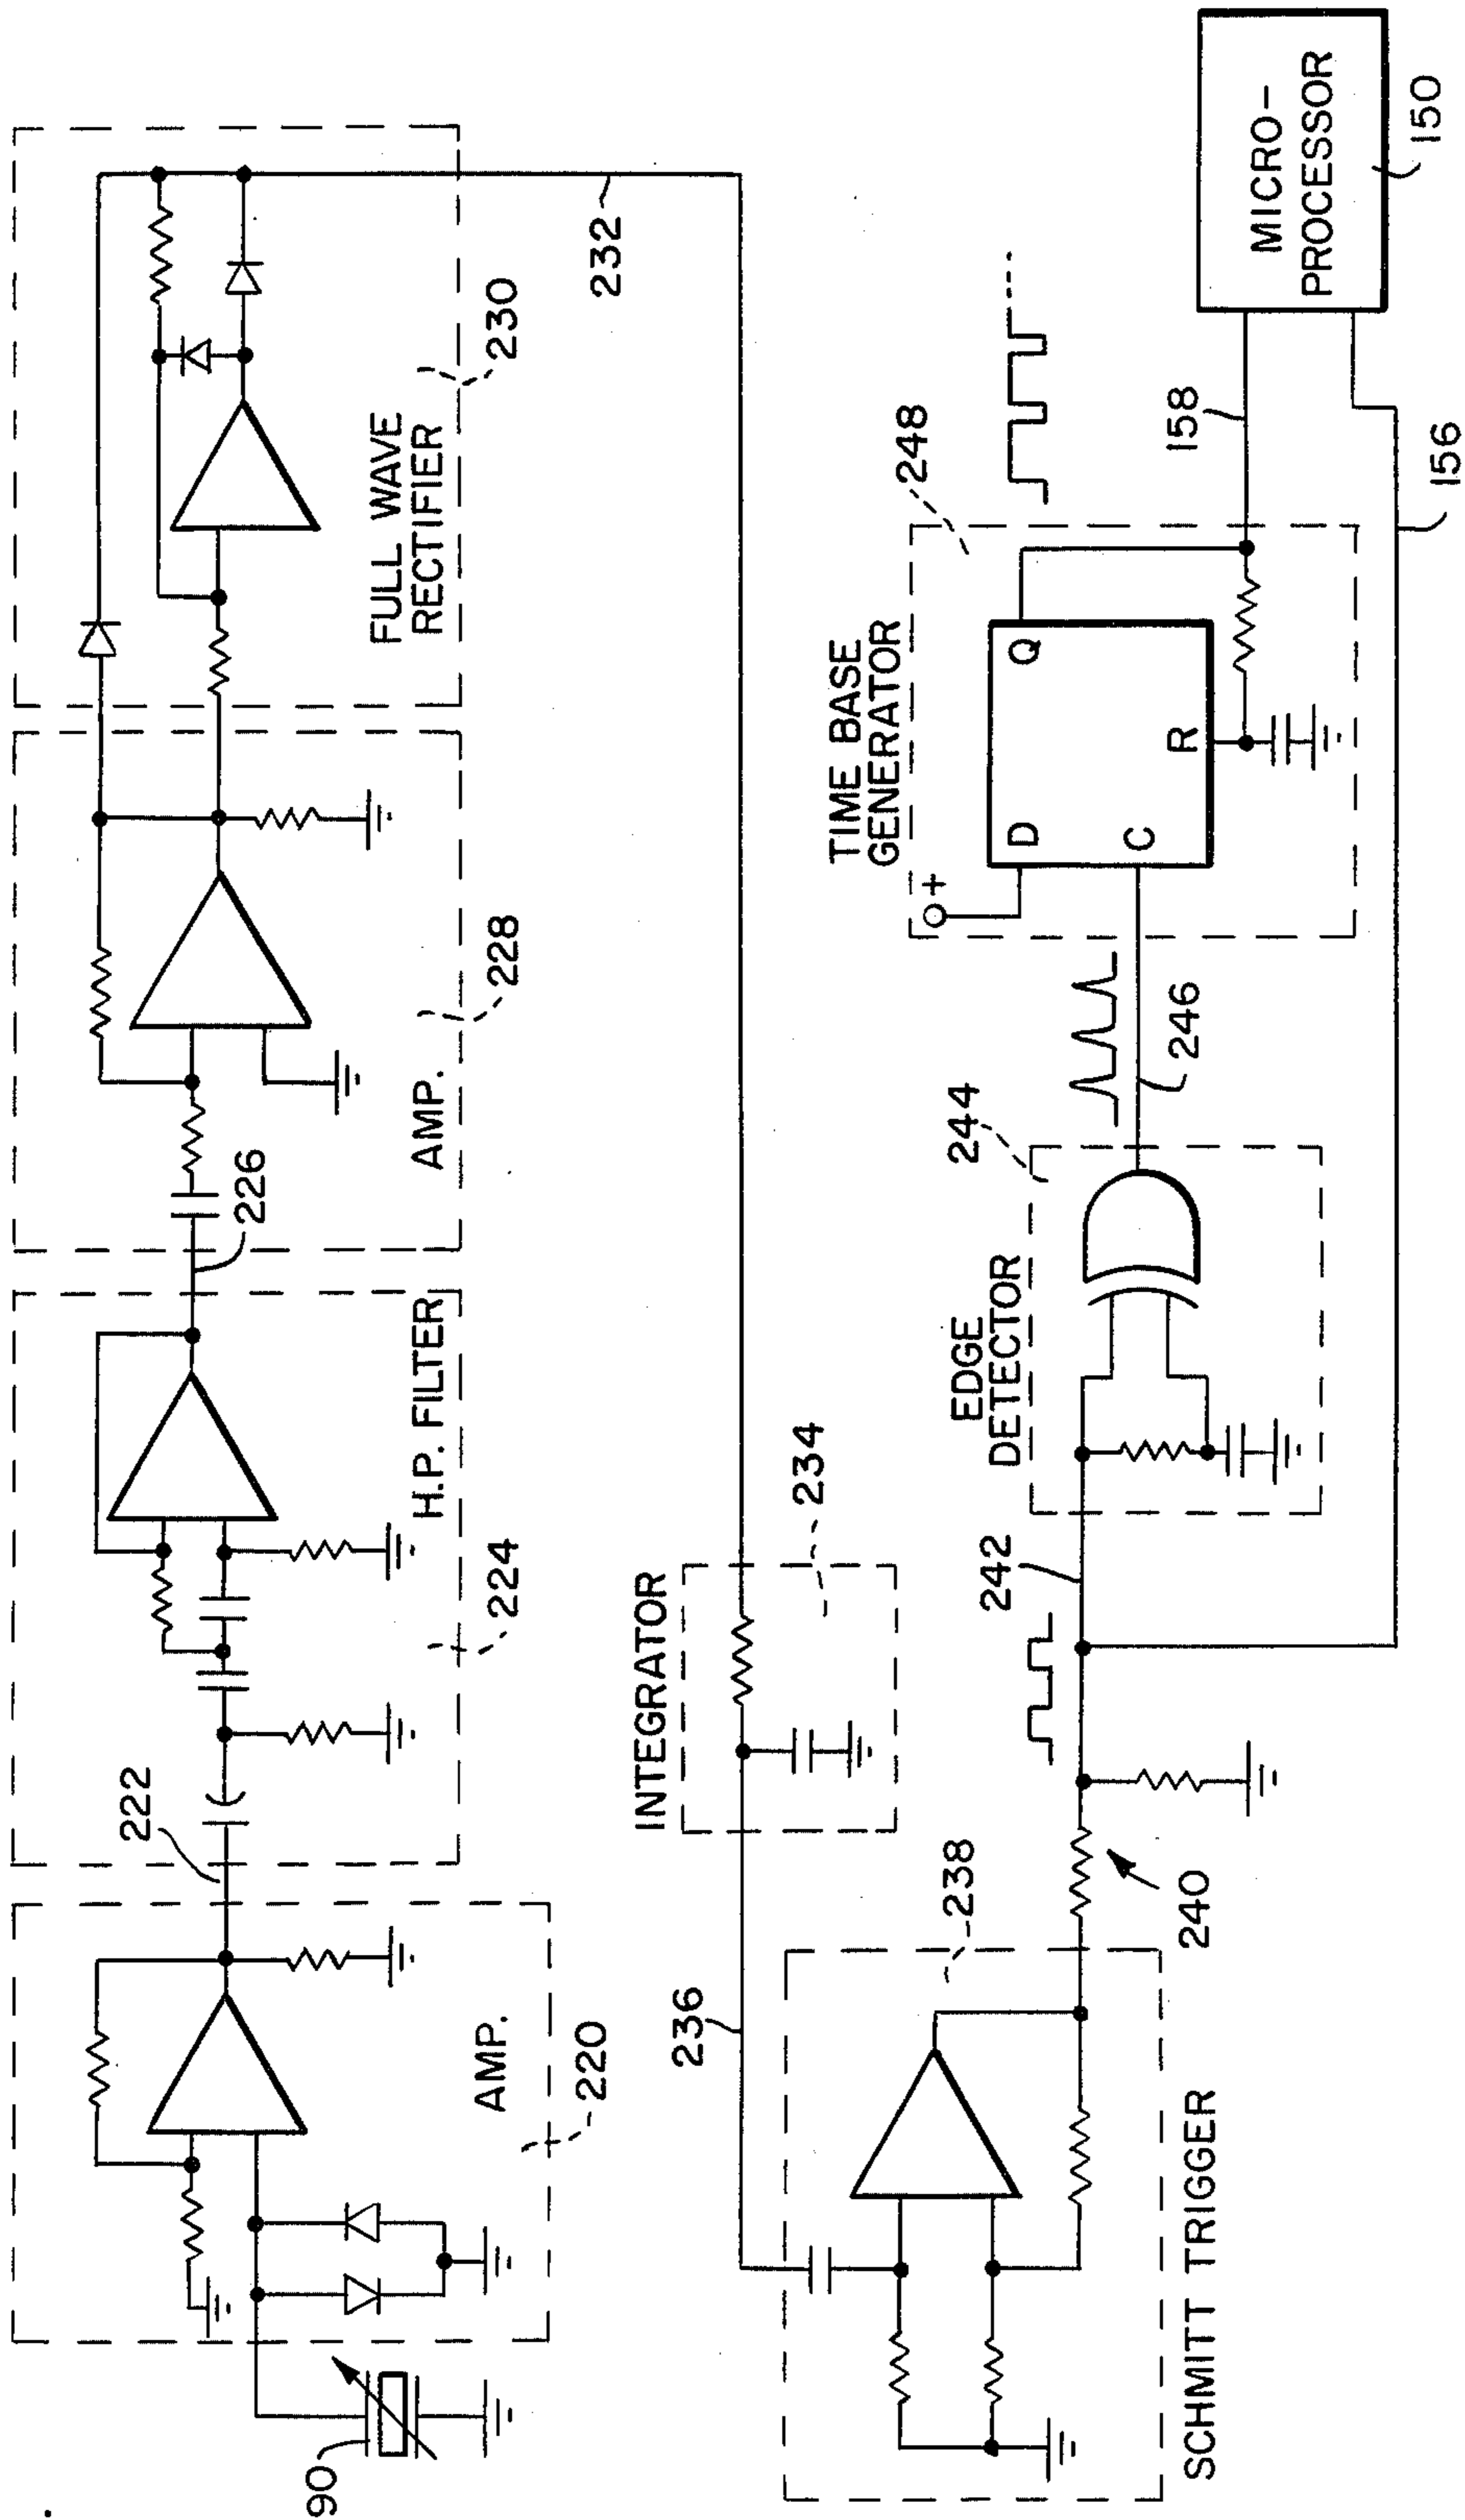 90
AMP.
220
222
H.P. FILTER
224
226
AMP.
228
FULL WAVE
RECTIFIER
230
232
INTEGRATOR
234
236
SCHMITT TRIGGER
238
240
242
EDGE
DETECTOR
244
246
TIME BASE
GENERATOR
248
+
D
Q
C
R
158
156
MICRO-
PROCESSOR
150